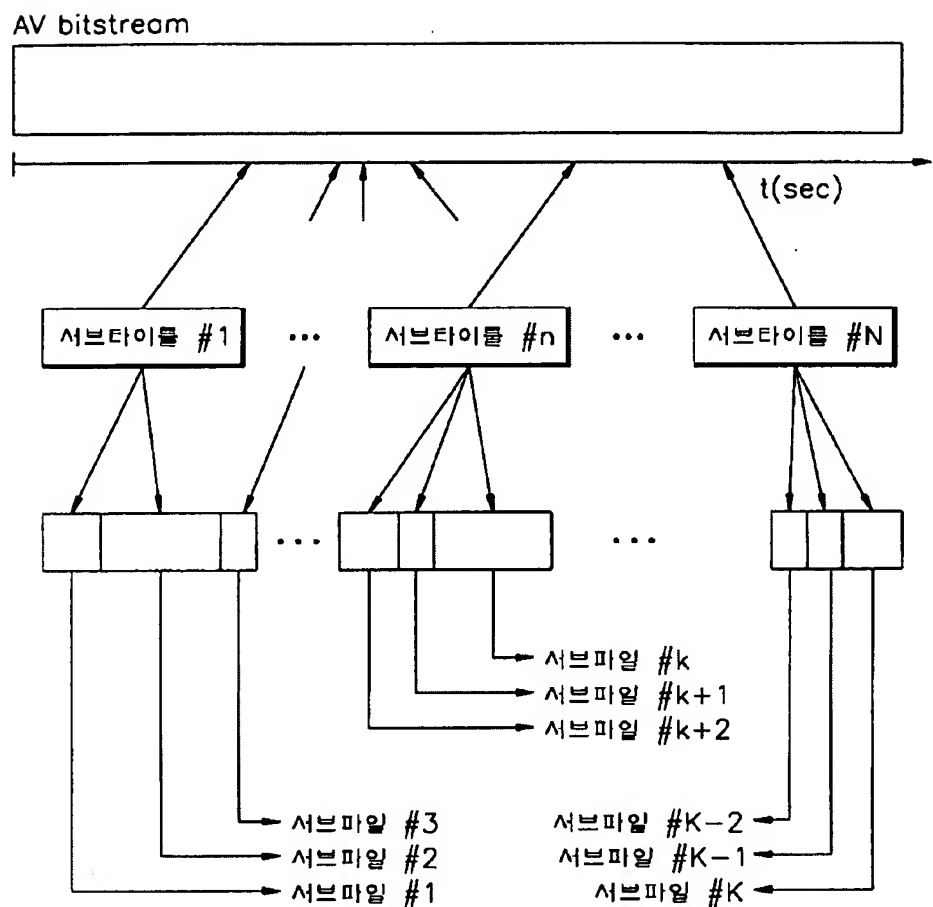 AV bitstream
t(sec)
서브타이틀 #1 ... 서브타이틀 #n ... 서브타이틀 #N
... ...
서브파일 #k
서브파일 #k+1
서브파일 #k+2
서브파일 #3
서브파일 #2
서브파일 #1
서브파일 #K-2
서브파일 #K-1
서브파일 #K